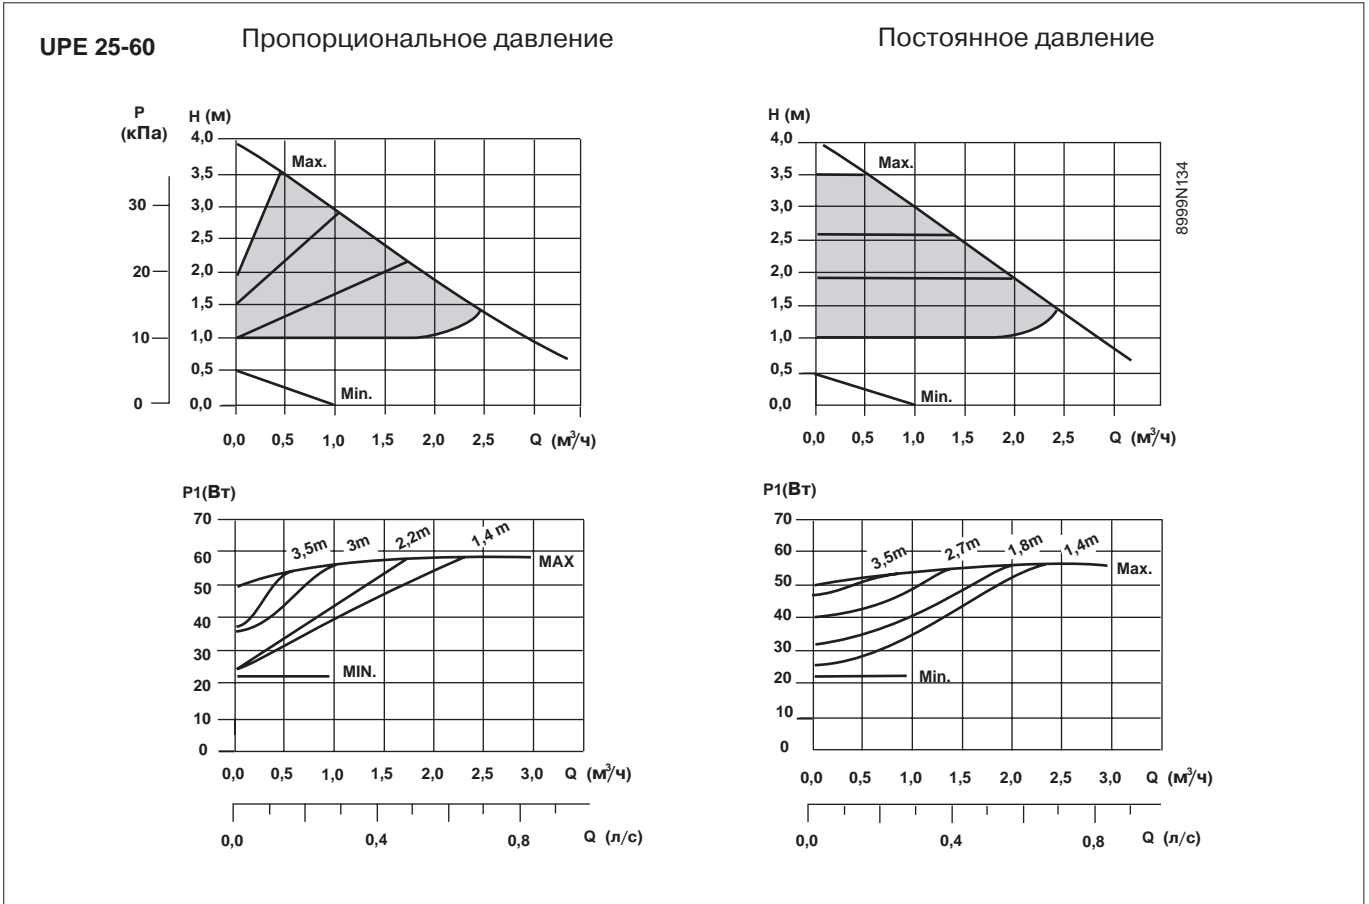 UPE 25-60
Пропорциональное давление
Постоянное давление
P
(кПа)
H (м)
4,0
3,5
3,0
2,5
2,0
1,5
1,0
0,5
0,0
30
20
10
0
Max.
Min.
0,0 0,5 1,0 1,5 2,0 2,5 Q (м³/ч)
H (м)
4,0
3,5
3,0
2,5
2,0
1,5
1,0
0,5
0,0
Max.
Min.
0,0 0,5 1,0 1,5 2,0 2,5 Q (м³/ч)
8999N134
P1(Вт)
70
60
50
40
30
20
10
0
3,5m 3m 2,2m 1,4 m
MAX
MIN.
0,0 0,5 1,0 1,5 2,0 2,5 3,0 Q (м³/ч)
0,0 0,4 0,8 Q (л/с)
P1(Вт)
70
60
50
40
30
20
10
0
3,5m 2,7m 1,8m 1,4m
Max.
Min.
0,0 0,5 1,0 1,5 2,0 2,5 3,0 Q (м³/ч)
0,0 0,4 0,8 Q (л/с)